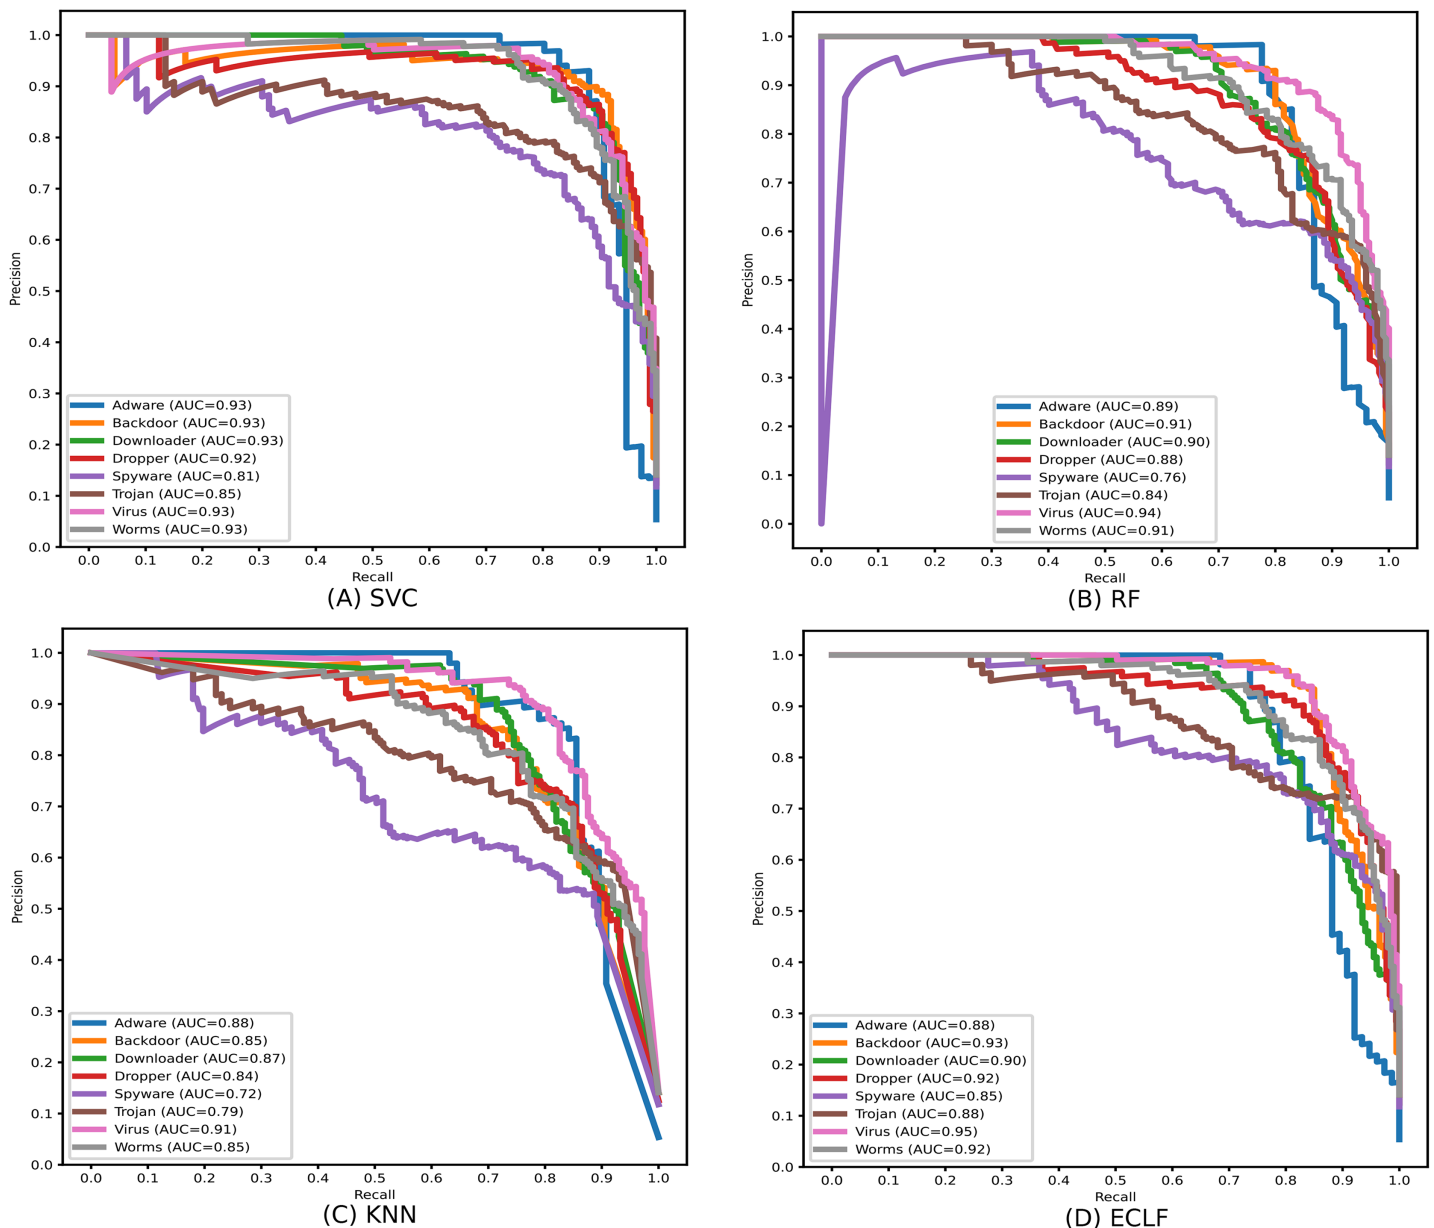 1.0
0.9
0.8
0.7
0.6
0.5
0.4
0.3
0.2
0.1
0.0
Precision
Adware (AUC=0.93)
Backdoor (AUC=0.93)
Downloader (AUC=0.93)
Dropper (AUC=0.92)
Spyware (AUC=0.81)
Trojan (AUC=0.85)
Virus (AUC=0.93)
Worms (AUC=0.93)
0.0 0.1 0.2 0.3 0.4 0.5 0.6 0.7 0.8 0.9 1.0
Recall
(A) SVC
1.0
0.9
0.8
0.7
0.6
0.5
0.4
0.3
0.2
0.1
0.0
Precision
Adware (AUC=0.89)
Backdoor (AUC=0.91)
Downloader (AUC=0.90)
Dropper (AUC=0.88)
Spyware (AUC=0.76)
Trojan (AUC=0.84)
Virus (AUC=0.94)
Worms (AUC=0.91)
0.0 0.1 0.2 0.3 0.4 0.5 0.6 0.7 0.8 0.9 1.0
Recall
(B) RF
1.0
0.9
0.8
0.7
0.6
0.5
0.4
0.3
0.2
0.1
0.0
Precision
Adware (AUC=0.88)
Backdoor (AUC=0.85)
Downloader (AUC=0.87)
Dropper (AUC=0.84)
Spyware (AUC=0.72)
Trojan (AUC=0.79)
Virus (AUC=0.91)
Worms (AUC=0.85)
0.0 0.1 0.2 0.3 0.4 0.5 0.6 0.7 0.8 0.9 1.0
Recall
(C) KNN
1.0
0.9
0.8
0.7
0.6
0.5
0.4
0.3
0.2
0.1
0.0
Precision
Adware (AUC=0.88)
Backdoor (AUC=0.93)
Downloader (AUC=0.90)
Dropper (AUC=0.92)
Spyware (AUC=0.85)
Trojan (AUC=0.88)
Virus (AUC=0.95)
Worms (AUC=0.92)
0.0 0.1 0.2 0.3 0.4 0.5 0.6 0.7 0.8 0.9 1.0
Recall
(D) ECLF